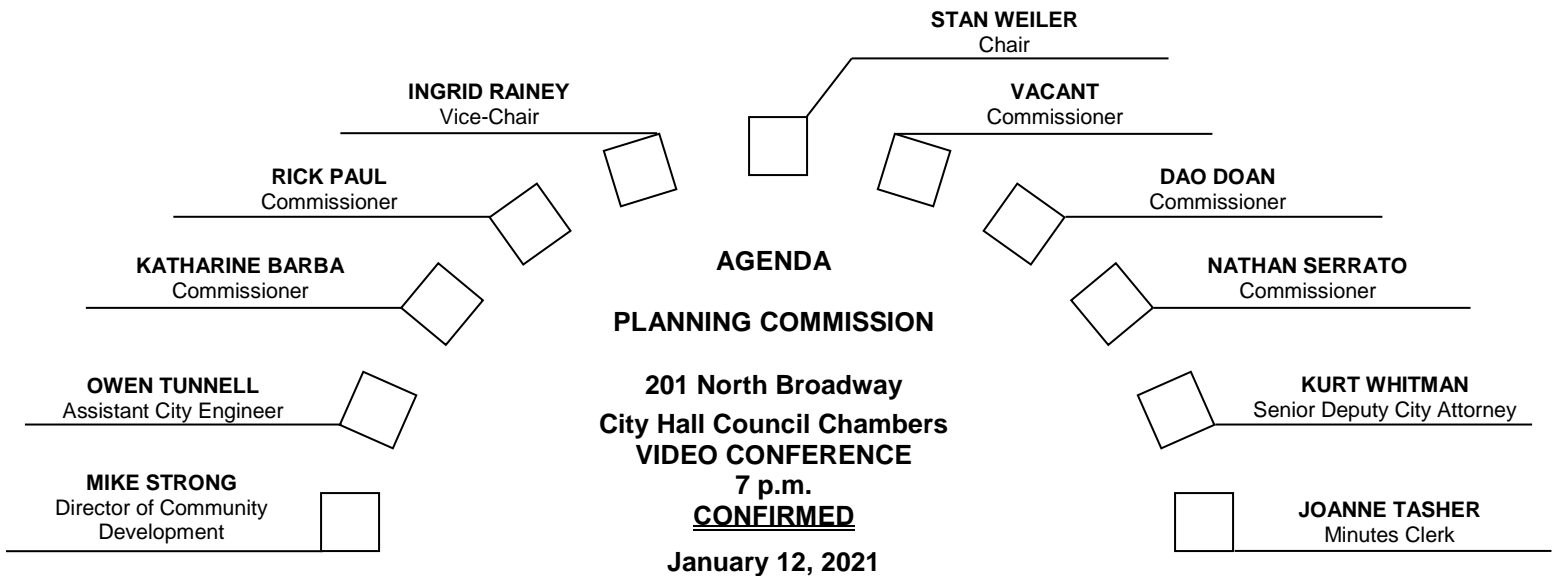 STAN WEILER
Chair
INGRID RAINEY
Vice-Chair
VACANT
Commissioner
RICK PAUL
Commissioner
DAO DOAN
Commissioner
KATHARINE BARBA
Commissioner
NATHAN SERRATO
Commissioner
OWEN TUNNELL
Assistant City Engineer
KURT WHITMAN
Senior Deputy City Attorney
MIKE STRONG
Director of Community
Development
JOANNE TASHER
Minutes Clerk
AGENDA
PLANNING COMMISSION
201 North Broadway
City Hall Council Chambers
VIDEO CONFERENCE
7 p.m.
CONFIRMED
January 12, 2021